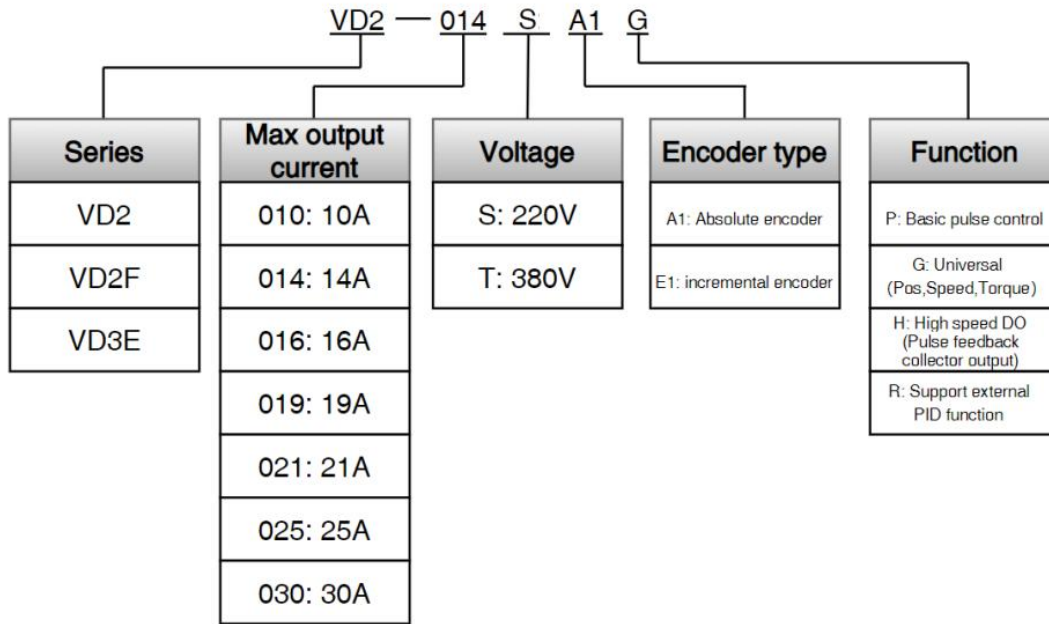 VD2 — 014 S A1 G
Series
VD2
VD2F
VD3E
Max output
current
010: 10A
014: 14A
016: 16A
019: 19A
021: 21A
025: 25A
030: 30A
Voltage
S: 220V
T: 380V
Encoder type
A1: Absolute encoder
E1: incremental encoder
Function
P: Basic pulse control
G: Universal
(Pos,Speed,Torque)
H: High speed DO
(Pulse feedback
collector output)
R: Support external
PID function